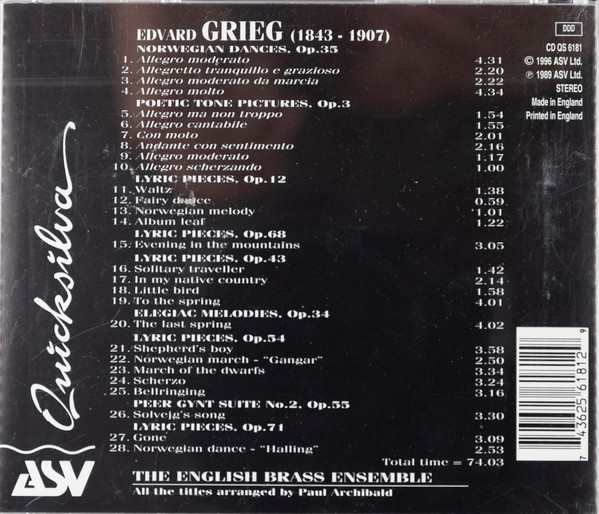 EDVARD GRIEG (1843 - 1907)
NORWEGIAN DANCES, Op.35
1. Allegro moderato 4.31
2. Allegretto tranquillo e grazioso 2.20
3. Allegro moderato da marcia 2.22
4. Allegro molto 4.34
POETIC TONE PICTURES, Op.3
5. Allegro ma non troppo 1.54
6. Allegro cantabile 1.55
7. Con moto 2.01
8. Andante con sentimento 2.16
9. Allegro moderato 1.17
10. Allegro scherzando 1.00
LYRIC PIECES, Op.12
11. Waltz 1.38
12. Fairy dance 0.59
13. Norwegian melody 1.01
14. Album leaf 1.22
LYRIC PIECES, Op.68
15. Evening in the mountains 3.05
LYRIC PIECES, Op.43
16. Solitary traveller 1.42
17. In my native country 2.14
18. Little bird 1.58
19. To the spring 4.01
ELEGIAC MELODIES, Op.34
20. The last spring 4.02
LYRIC PIECES, Op.54
21. Shepherd's boy 3.58
22. Norwegian march - "Gangar" 2.50
23. March of the dwarfs 3.34
24. Scherzo 3.24
25. Bellringing 3.16
PEER GYNT SUITE No.2, Op.55
26. Solvejg's song 3.30
LYRIC PIECES, Op.71
27. Gone 3.09
28. Norwegian dance - "Halling" 2.53
Total time = 74.03
THE ENGLISH BRASS ENSEMBLE
All the titles arranged by Paul Archibald
DDD
CD QS 6181
© 1996 ASV Ltd.
℗ 1989 ASV Ltd.
STEREO
Made in England
Printed in England
Quicksilva
ASV
7 43625 61812 9